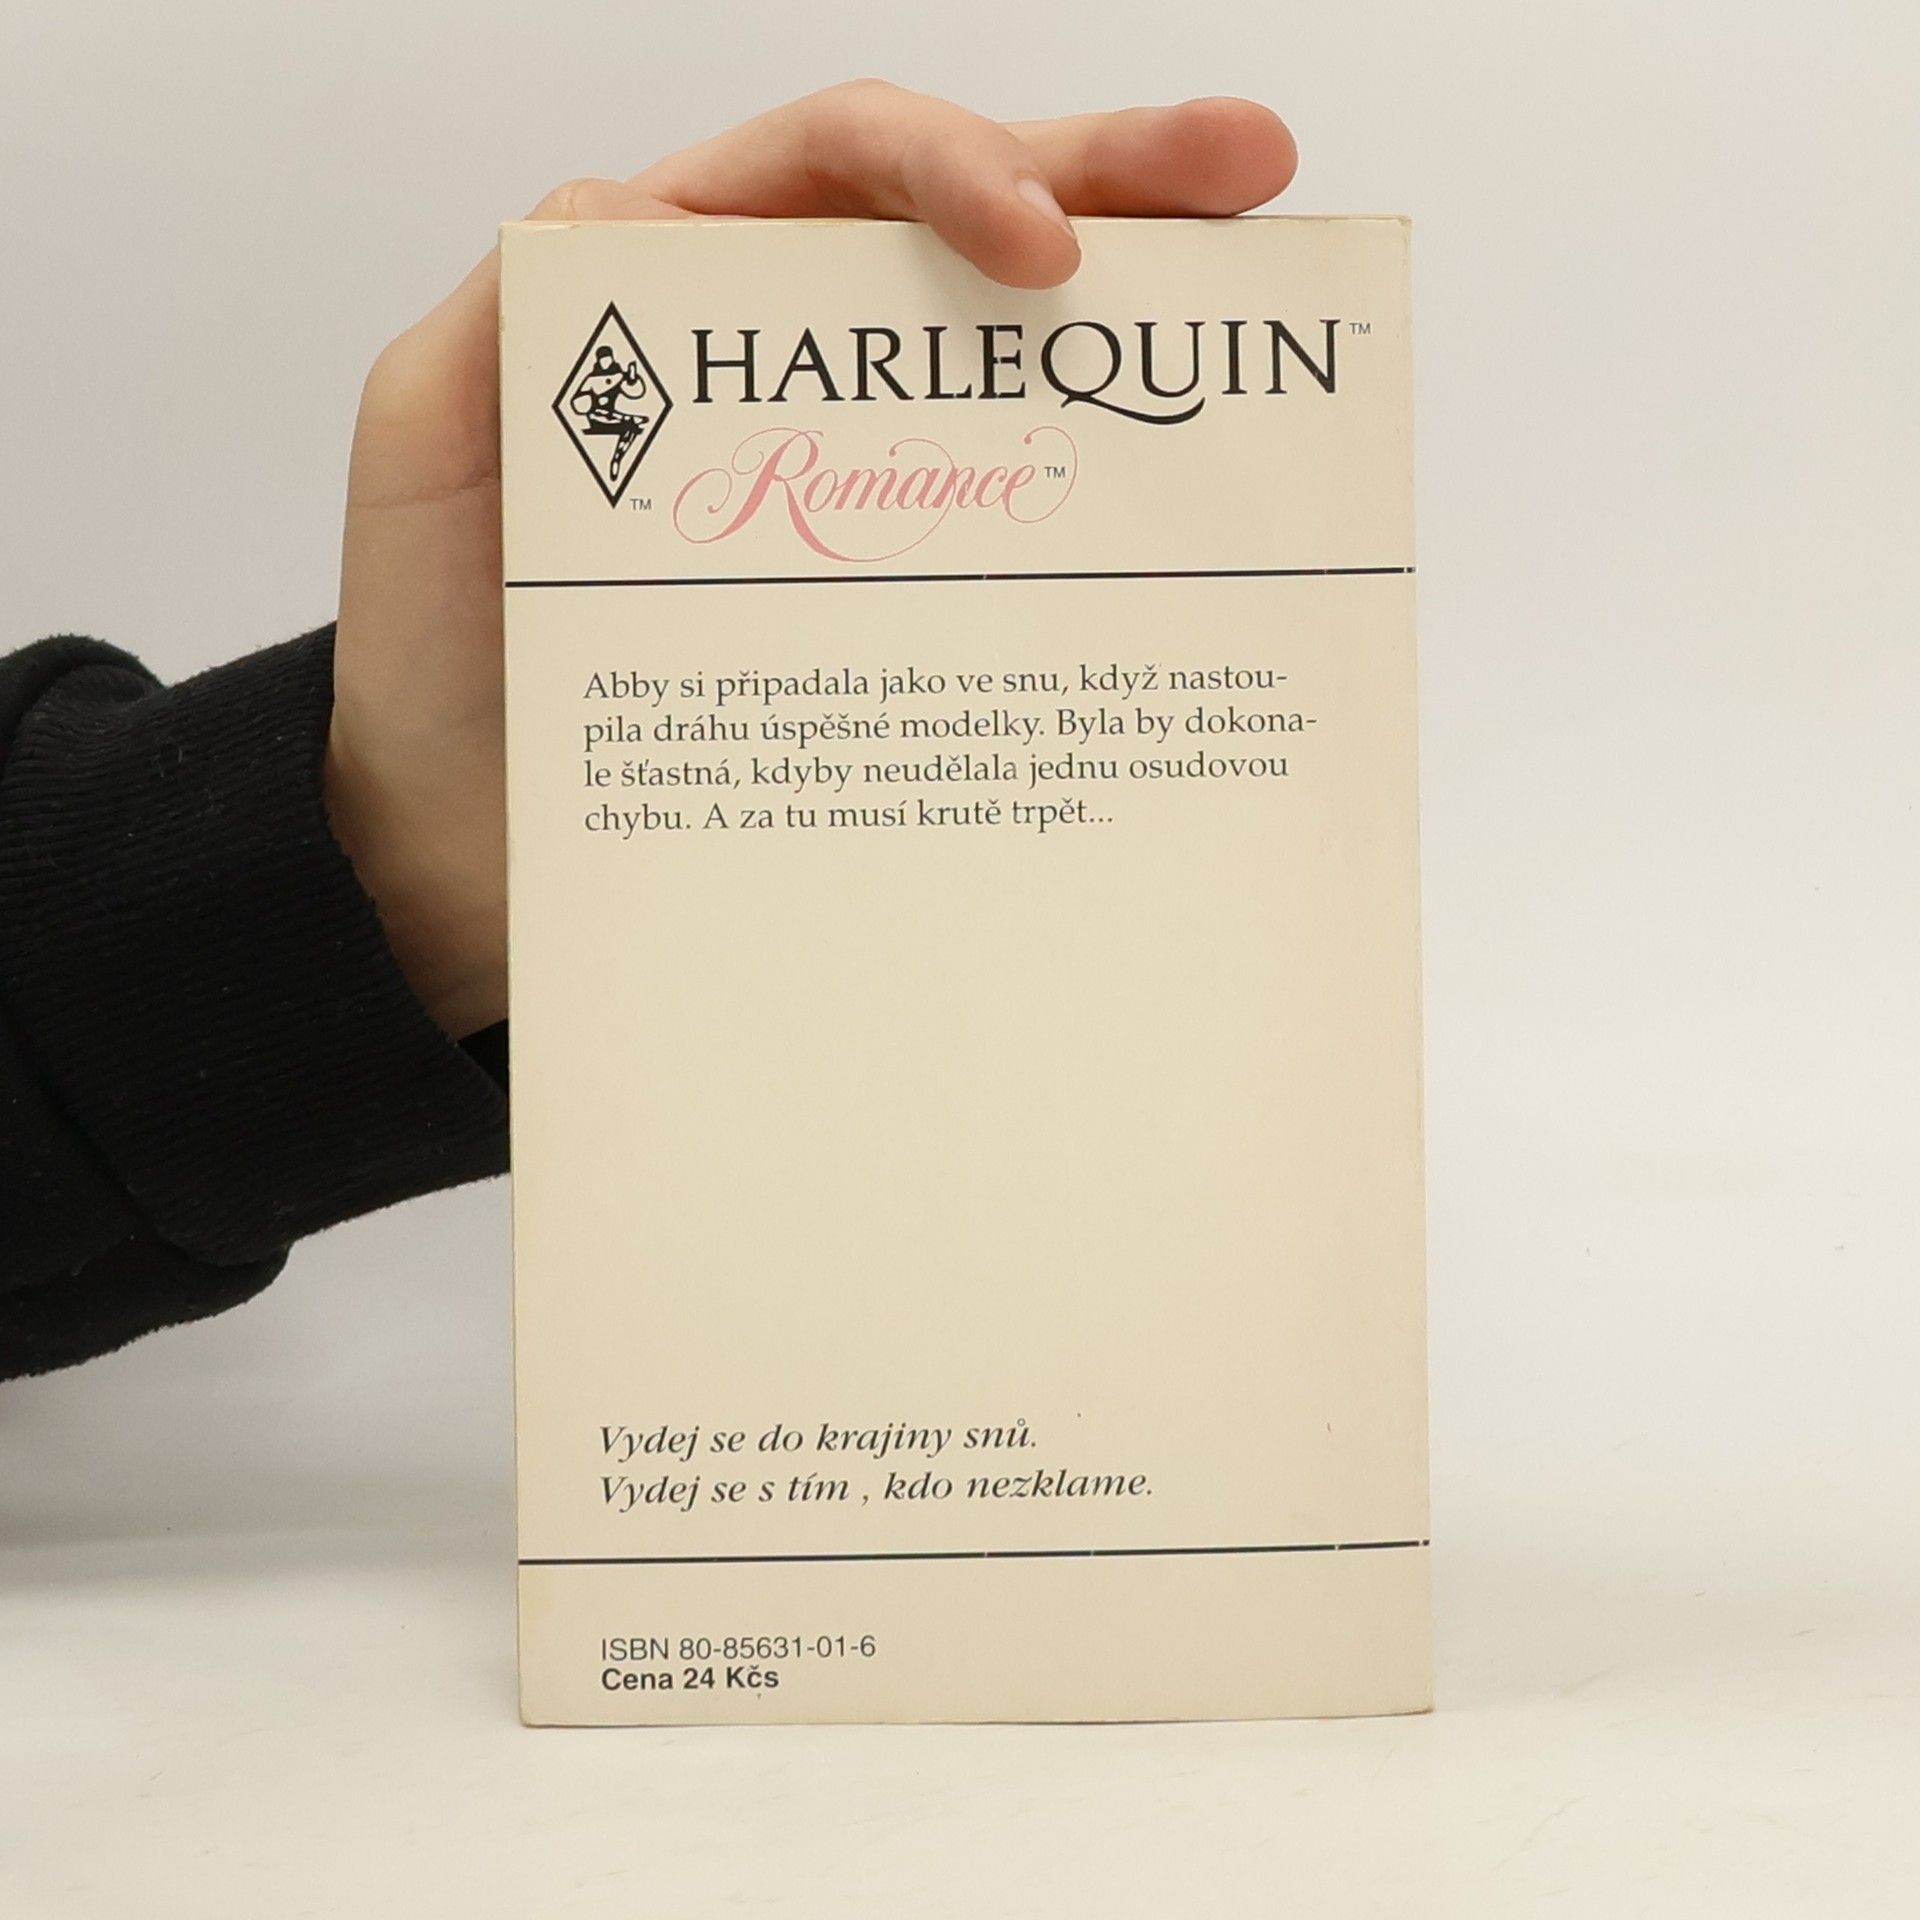 HARLEQUIN™
Romance™
™
Abby si připadala jako ve snu, když nastou-
pila dráhu úspěšné modelky. Byla by dokona-
le šťastná, kdyby neudělala jednu osudovou
chybu. A za tu musí krutě trpět...
Vydej se do krajiny snů.
Vydej se s tím , kdo nezklame.
ISBN 80-85631-01-6
Cena 24 Kčs